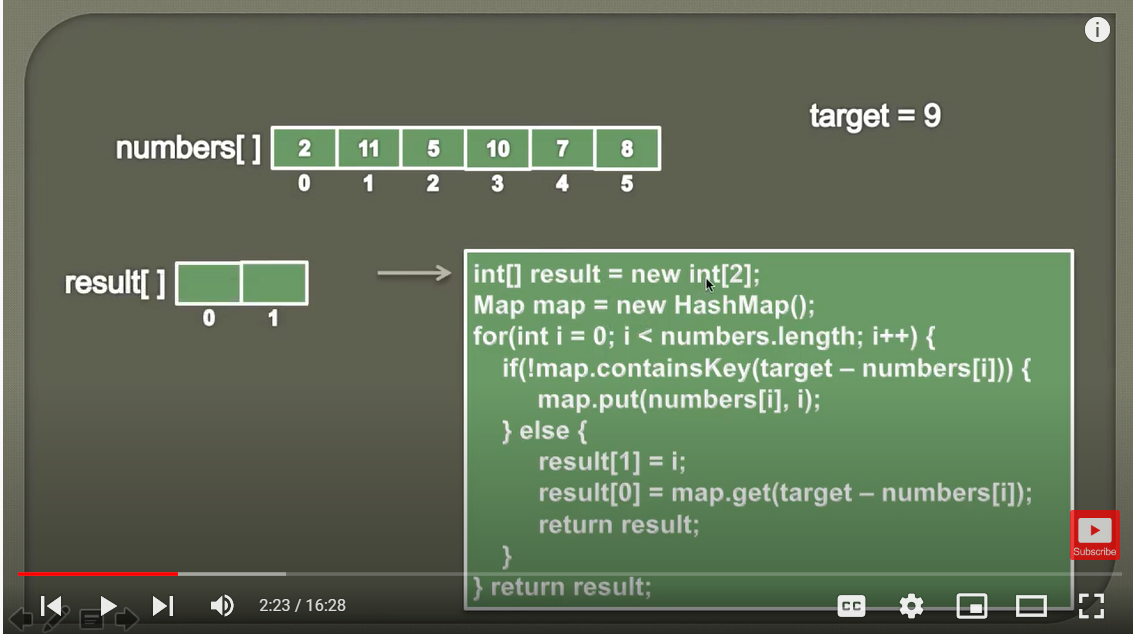 target = 9
numbers[ ] 2 11 5 10 7 8
0 1 2 3 4 5
result[ ]
0 1
int[] result = new int[2];
Map map = new HashMap();
for(int i = 0; i < numbers.length; i++) {
if(!map.containsKey(target – numbers[i])) {
map.put(numbers[i], i);
} else {
result[1] = i;
result[0] = map.get(target – numbers[i]);
return result;
}
} return result;
Subscribe
2:23 / 16:28
CC